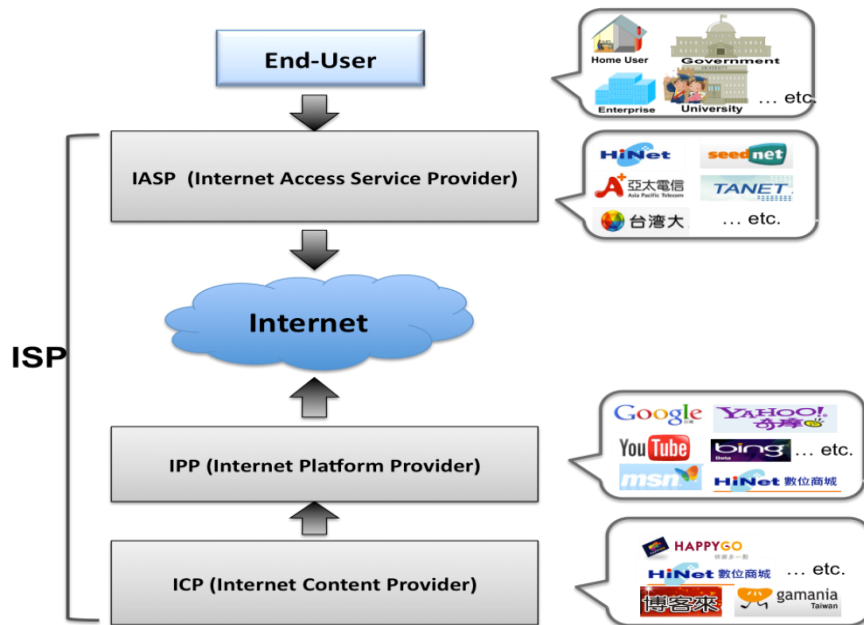 End-User
Home User
Government
Enterprise
University
… etc.
IASP (Internet Access Service Provider)
HiNet
seednet
A+ 亞太電信
Asia Pacific Telecom
TANET
台湾大
… etc.
Internet
ISP
IPP (Internet Platform Provider)
Google
YAHOO!
奇摩
YouTube
bing
Beta
… etc.
msn
HiNet 數位商城
ICP (Internet Content Provider)
HAPPYGO
HiNet 數位商城
… etc.
博客來
gamania
Taiwan